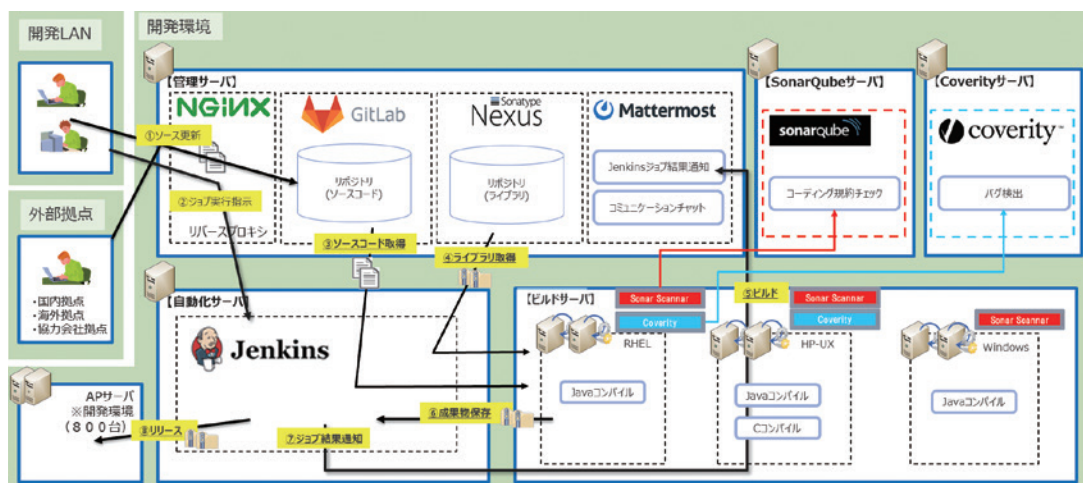 開発LAN
開発環境
【管理サーバ】
NGiNX
GitLab
Sonatype
Nexus
Mattermost
【SonarQubeサーバ】
【Coverityサーバ】
sonarqube
coverity™
①ソース更新
②ジョブ実行指示
リバースプロキシ
リポジトリ
(ソースコード)
リポジトリ
(ライブラリ)
Jenkinsジョブ結果通知
コミュニケーションチャット
コーディング規約チェック
バグ検出
外部拠点
・国内拠点
・海外拠点
・協力会社拠点
③ソースコード取得
④ライブラリ取得
【自動化サーバ】
Jenkins
【ビルドサーバ】
Sonar Scanner
Coverity
⑤ビルド
Sonar Scanner
Coverity
Sonar Scanner
RHEL
HP-UX
Windows
Javaコンパイル
Javaコンパイル
Cコンパイル
Javaコンパイル
APサーバ
※開発環境
(800台)
⑥成果物保存
⑦ジョブ結果通知
⑧リリース